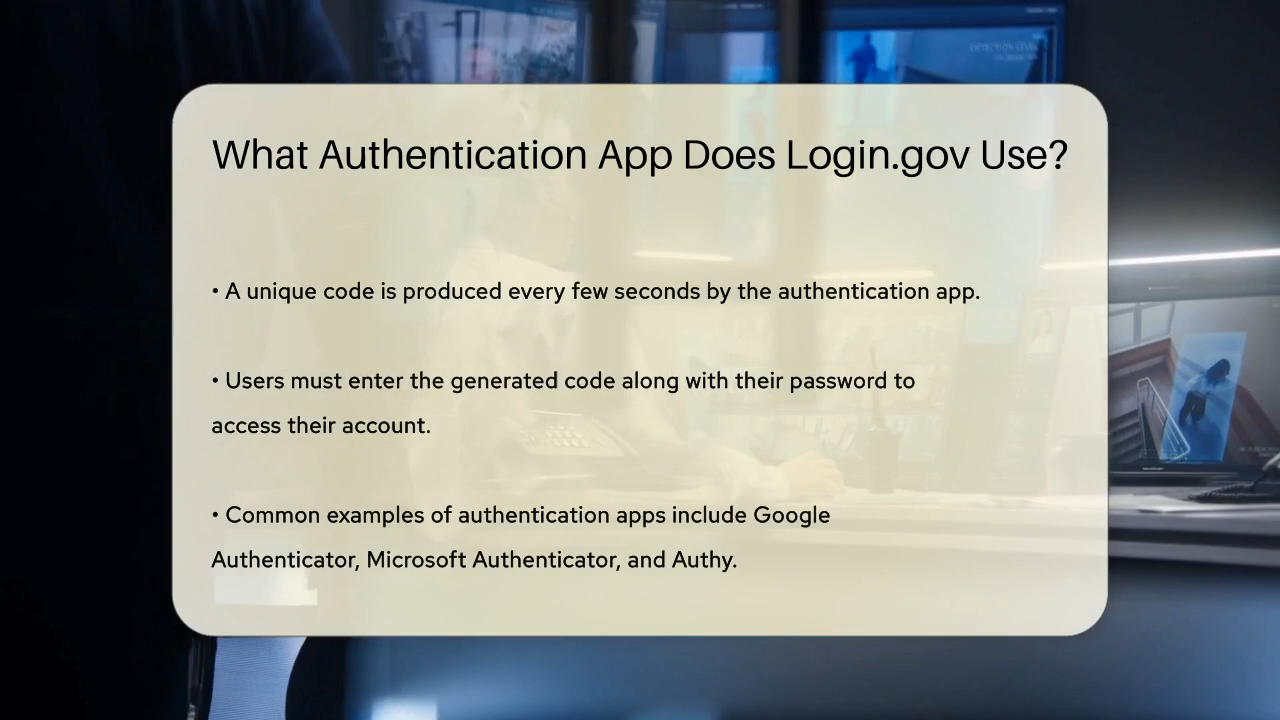 What Authentication App Does Login.gov Use?
• A unique code is produced every few seconds by the authentication app.
• Users must enter the generated code along with their password to
access their account.
• Common examples of authentication apps include Google
Authenticator, Microsoft Authenticator, and Authy.